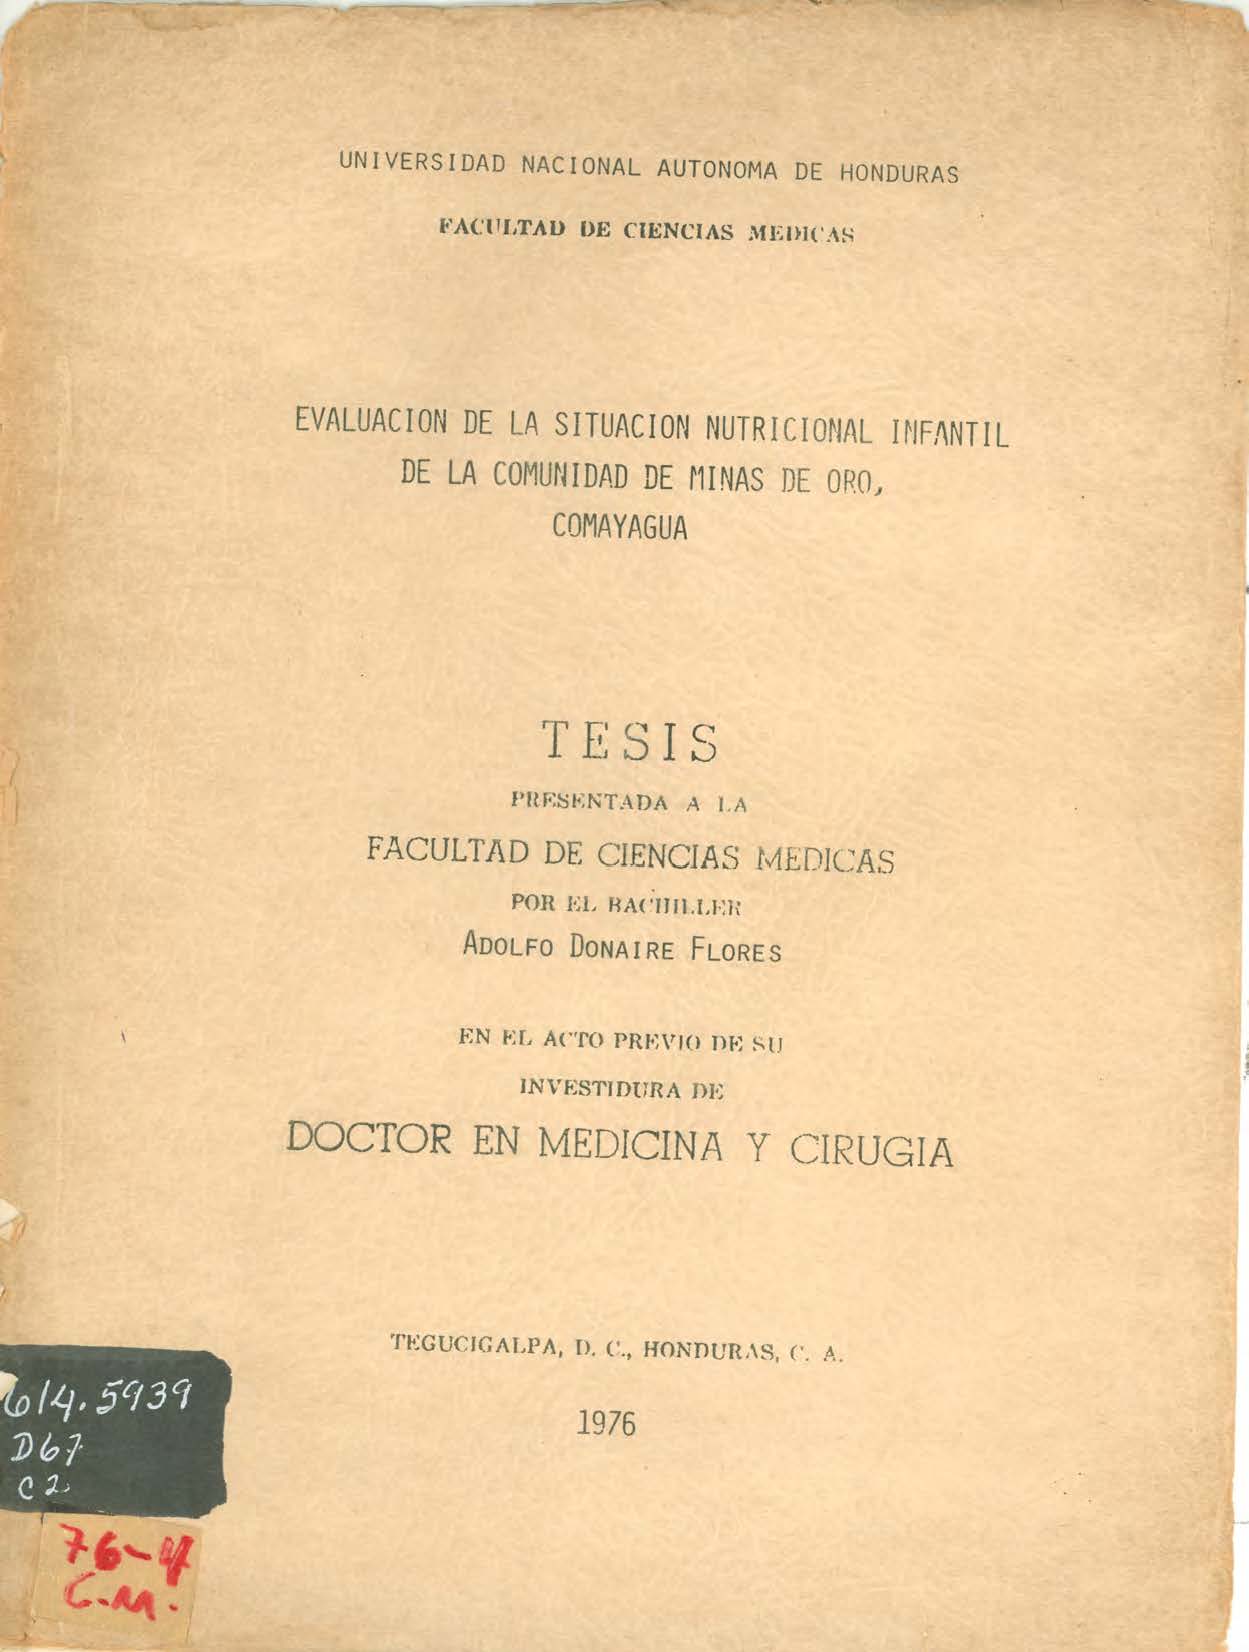 UNIVERSIDAD NACIONAL AUTONOMA DE HONDURAS
FACULTAD DE CIENCIAS MEDICAS
EVALUACION DE LA SITUACION NUTRICIONAL INFANTIL
DE LA COMUNIDAD DE MINAS DE ORO,
COMAYAGUA
TESIS
PRESENTADA A LA
FACULTAD DE CIENCIAS MEDICAS
POR EL BACHILLER
ADOLFO DONAIRE FLORES
EN EL ACTO PREVIO DE SU
INVESTIDURA DE
DOCTOR EN MEDICINA Y CIRUGIA
TEGUCIGALPA, D. C., HONDURAS, C. A.
1976
614.5939
D67
C2
76-4
C.M.